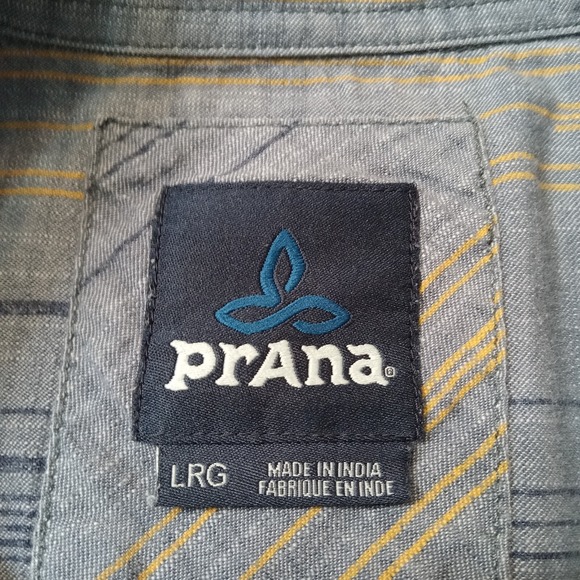 prAna®
LRG
MADE IN INDIA
FABRIQUE EN INDE